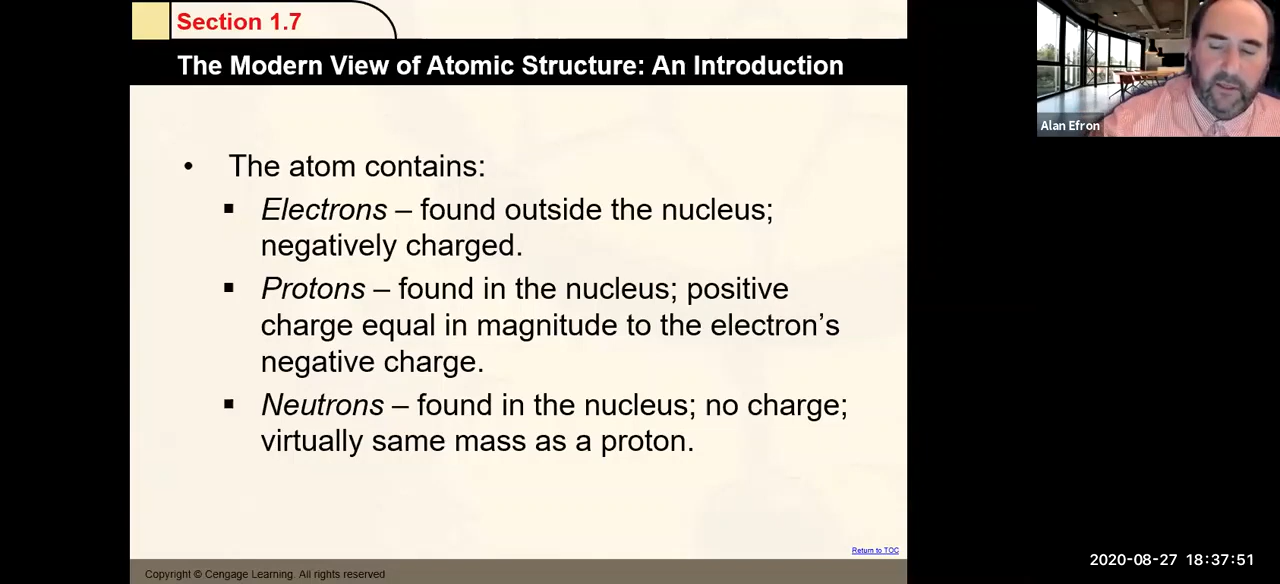 Section 1.7
The Modern View of Atomic Structure: An Introduction
• The atom contains:
▪ Electrons – found outside the nucleus;
negatively charged.
▪ Protons – found in the nucleus; positive
charge equal in magnitude to the electron’s
negative charge.
▪ Neutrons – found in the nucleus; no charge;
virtually same mass as a proton.
Return to TOC
Copyright © Cengage Learning. All rights reserved
Alan Efron
2020-08-27 18:37:51